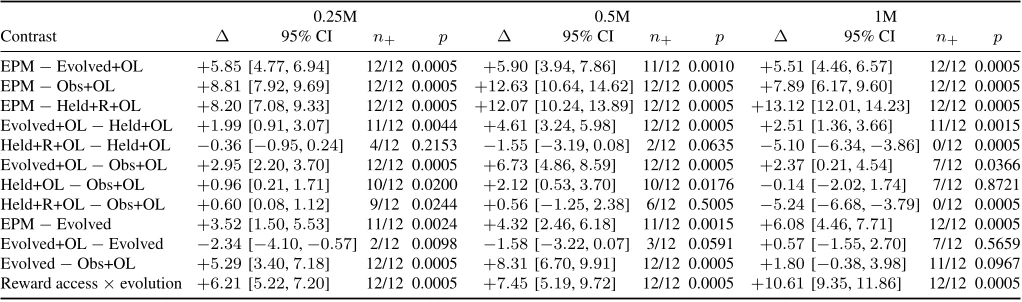 0.25M 0.5M 1M
Contrast Δ 95% CI n₊ p Δ 95% CI n₊ p Δ 95% CI n₊ p
EPM − Evolved+OL +5.85 [4.77, 6.94] 12/12 0.0005 +5.90 [3.94, 7.86] 11/12 0.0010 +5.51 [4.46, 6.57] 12/12 0.0005
EPM − Obs+OL +8.81 [7.92, 9.69] 12/12 0.0005 +12.63 [10.64, 14.62] 12/12 0.0005 +7.89 [6.17, 9.60] 12/12 0.0005
EPM − Held+R+OL +8.20 [7.08, 9.33] 12/12 0.0005 +12.07 [10.24, 13.89] 12/12 0.0005 +13.12 [12.01, 14.23] 12/12 0.0005
Evolved+OL − Held+OL +1.99 [0.91, 3.07] 11/12 0.0044 +4.61 [3.24, 5.98] 12/12 0.0005 +2.51 [1.36, 3.66] 11/12 0.0015
Held+R+OL − Held+OL −0.36 [−0.95, 0.24] 4/12 0.2153 −1.55 [−3.19, 0.08] 2/12 0.0635 −5.10 [−6.34, −3.86] 0/12 0.0005
Evolved+OL − Obs+OL +2.95 [2.20, 3.70] 12/12 0.0005 +6.73 [4.86, 8.59] 12/12 0.0005 +2.37 [0.21, 4.54] 7/12 0.0366
Held+OL − Obs+OL +0.96 [0.21, 1.71] 10/12 0.0200 +2.12 [0.53, 3.70] 10/12 0.0176 −0.14 [−2.02, 1.74] 7/12 0.8721
Held+R+OL − Obs+OL +0.60 [0.08, 1.12] 9/12 0.0244 +0.56 [−1.25, 2.38] 6/12 0.5005 −5.24 [−6.68, −3.79] 0/12 0.0005
EPM − Evolved +3.52 [1.50, 5.53] 11/12 0.0024 +4.32 [2.46, 6.18] 11/12 0.0015 +6.08 [4.46, 7.71] 12/12 0.0005
Evolved+OL − Evolved −2.34 [−4.10, −0.57] 2/12 0.0098 −1.58 [−3.22, 0.07] 3/12 0.0591 +0.57 [−1.55, 2.70] 7/12 0.5659
Evolved − Obs+OL +5.29 [3.40, 7.18] 12/12 0.0005 +8.31 [6.70, 9.91] 12/12 0.0005 +1.80 [−0.38, 3.98] 11/12 0.0967
Reward access × evolution +6.21 [5.22, 7.20] 12/12 0.0005 +7.45 [5.19, 9.72] 12/12 0.0005 +10.61 [9.35, 11.86] 12/12 0.0005